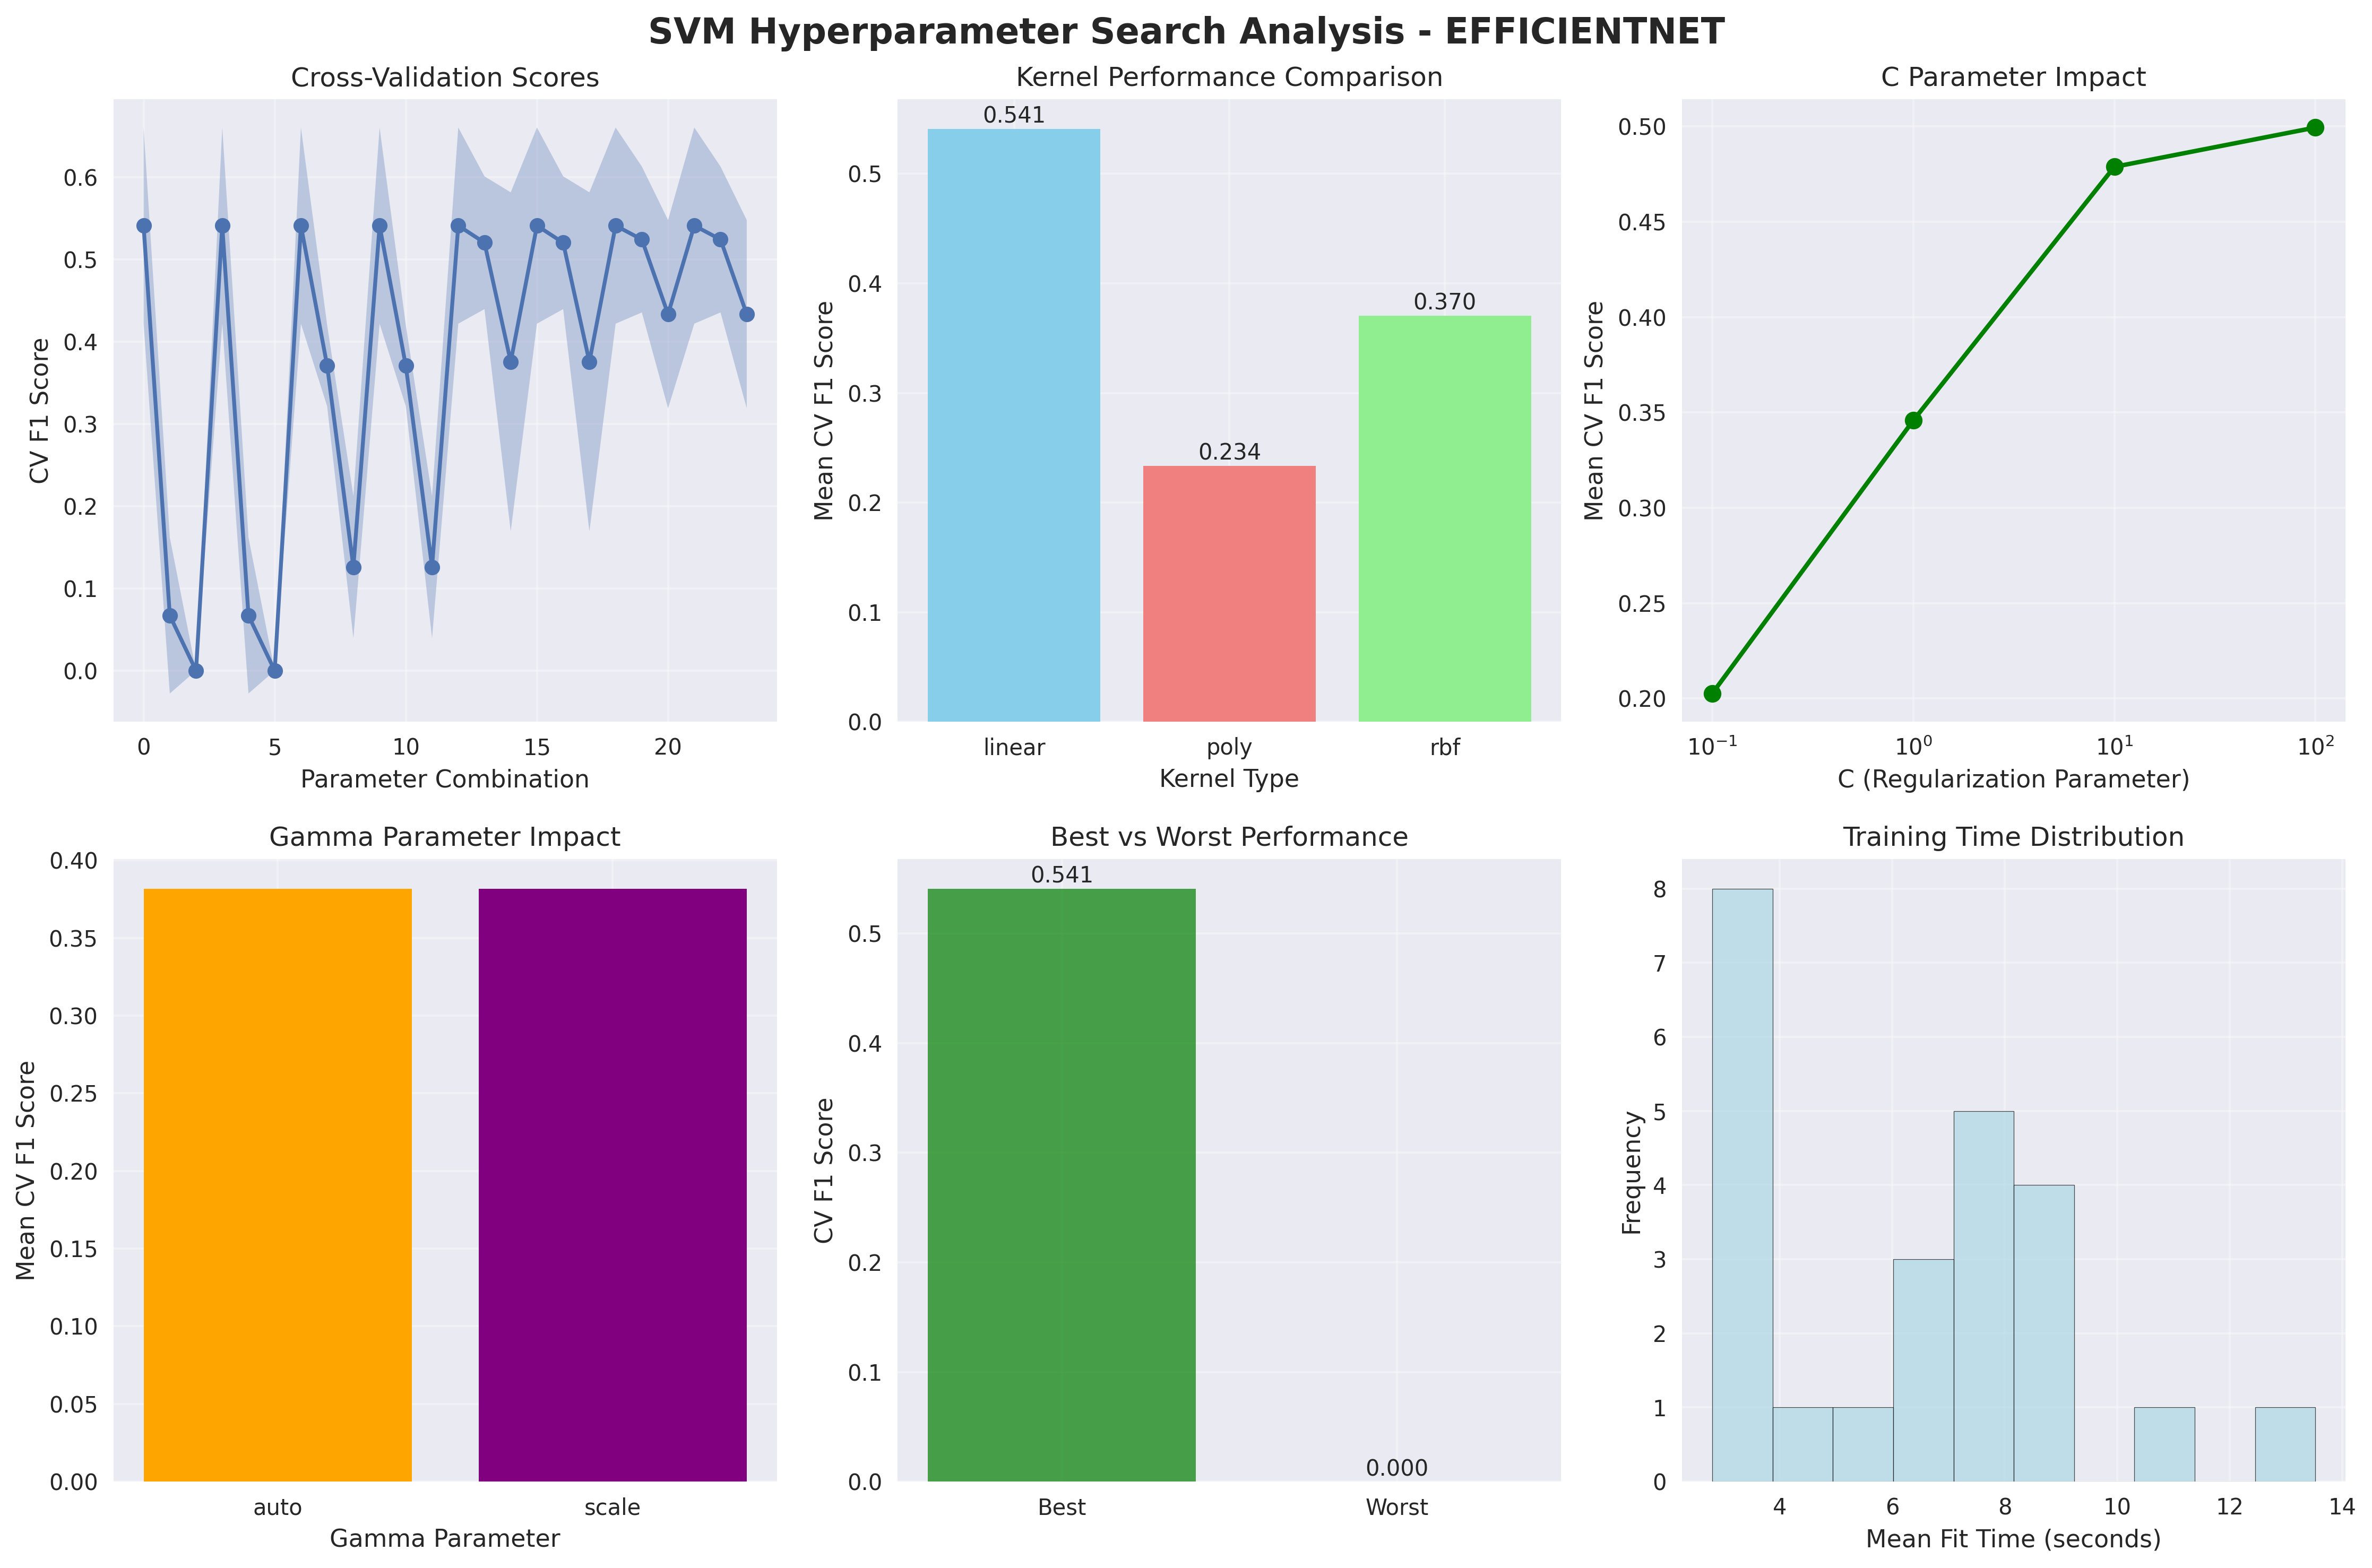 SVM Hyperparameter Search Analysis - EFFICIENTNET
Cross-Validation Scores
CV F1 Score
0.6
0.5
0.4
0.3
0.2
0.1
0.0
0 5 10 15 20
Parameter Combination
Kernel Performance Comparison
Mean CV F1 Score
0.5
0.4
0.3
0.2
0.1
0.0
0.541
0.234
0.370
linear poly rbf
Kernel Type
C Parameter Impact
Mean CV F1 Score
0.50
0.45
0.40
0.35
0.30
0.25
0.20
10⁻¹ 10⁰ 10¹ 10²
C (Regularization Parameter)
Gamma Parameter Impact
Mean CV F1 Score
0.40
0.35
0.30
0.25
0.20
0.15
0.10
0.05
0.00
auto scale
Gamma Parameter
Best vs Worst Performance
CV F1 Score
0.5
0.4
0.3
0.2
0.1
0.0
0.541
0.000
Best Worst
Training Time Distribution
Frequency
8
7
6
5
4
3
2
1
0
4 6 8 10 12 14
Mean Fit Time (seconds)